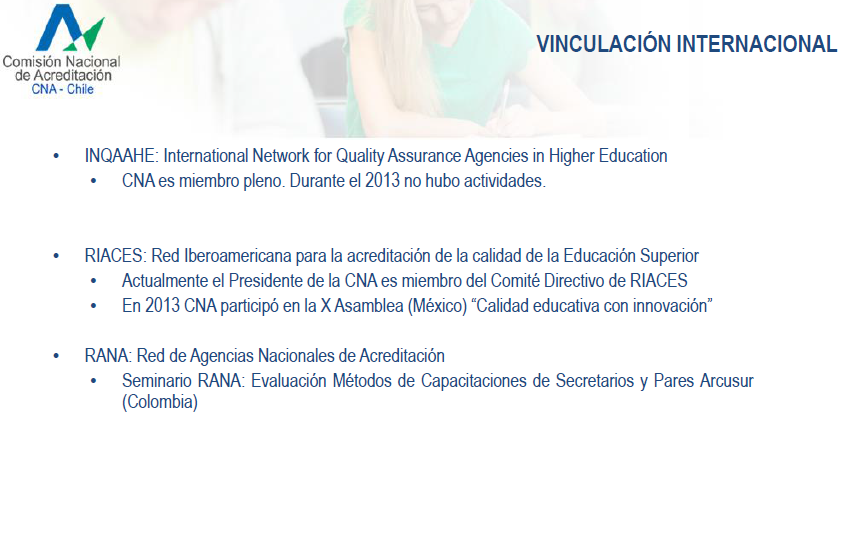 Comisión Nacional
de Acreditación
CNA - Chile
VINCULACIÓN INTERNACIONAL
• INQAAHE: International Network for Quality Assurance Agencies in Higher Education
• CNA es miembro pleno. Durante el 2013 no hubo actividades.
• RIACES: Red Iberoamericana para la acreditación de la calidad de la Educación Superior
• Actualmente el Presidente de la CNA es miembro del Comité Directivo de RIACES
• En 2013 CNA participó en la X Asamblea (México) “Calidad educativa con innovación”
• RANA: Red de Agencias Nacionales de Acreditación
• Seminario RANA: Evaluación Métodos de Capacitaciones de Secretarios y Pares Arcusur
(Colombia)